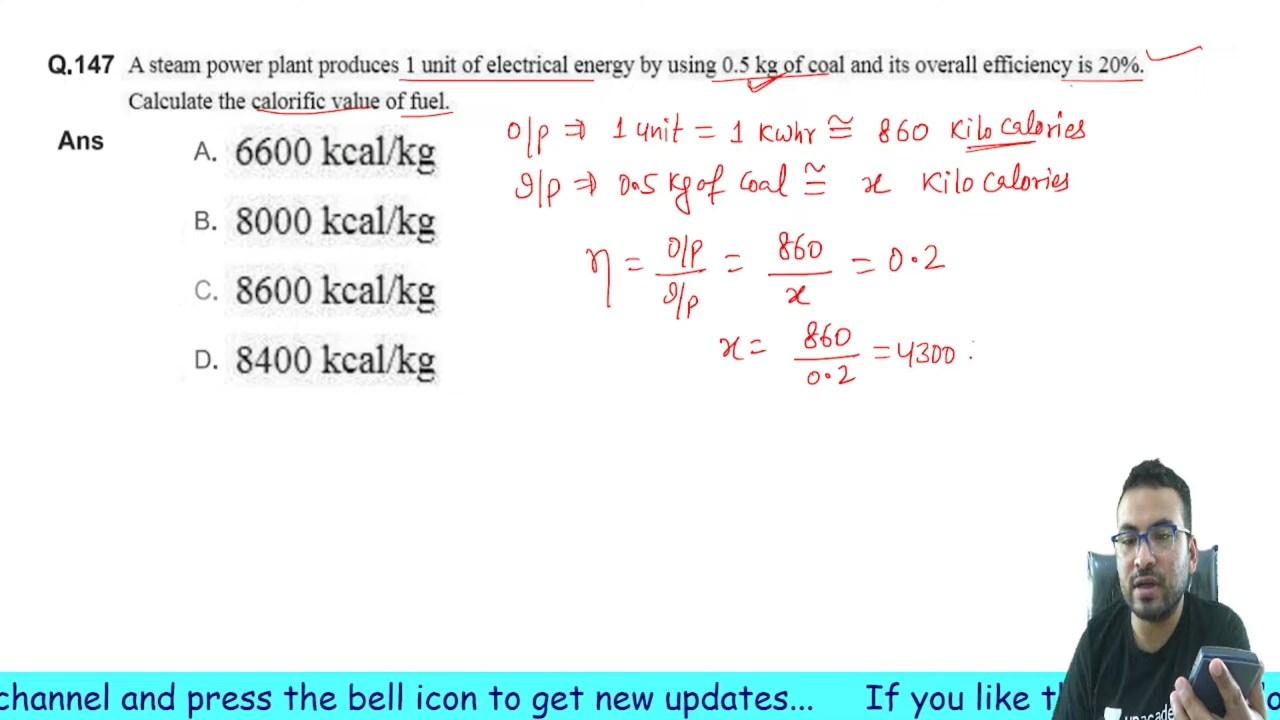 Q.147 A steam power plant produces 1 unit of electrical energy by using 0.5 kg of coal and its overall efficiency is 20%.
Calculate the calorific value of fuel.
Ans
A. 6600 kcal/kg
B. 8000 kcal/kg
C. 8600 kcal/kg
D. 8400 kcal/kg
O/p ⇒ 1 unit = 1 kwhr ≅ 860 kilo calories
I/p ⇒ 0.5 kg of coal ≅ x kilo calories
η = O/p / I/p = 860 / x = 0.2
x = 860 / 0.2 = 4300
channel and press the bell icon to get new updates... If you like